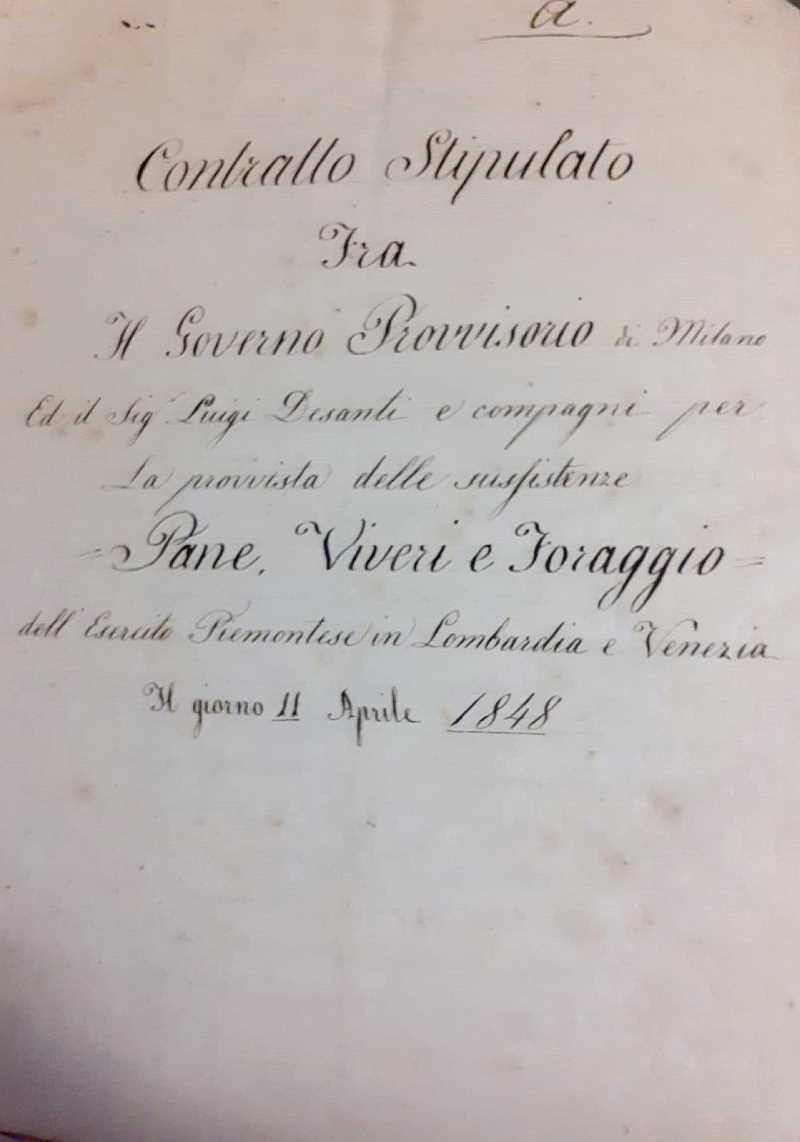 a.
Contratto Stipulato
Fra
Il Governo Provvisorio di Milano
Ed il Sigr Luigi Desanti e compagni per
La provvista delle sussistenze
= Pane, Viveri e Foraggio =
dell'Esercito Piemontese in Lombardia e Venezia
Il giorno 11 Aprile 1848